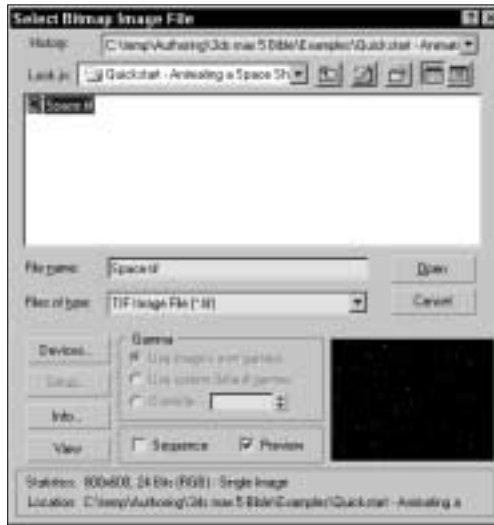 Select Bitmap Image File
History: C:\temp\Authoring\3ds max 5 Bible\Examples\Quickstart - Animati
Look in: Quickstart - Animating a Space Sh
Space.tif
File name: Space.tif Open
Files of type: TIF Image File (*.tif) Cancel
Devices... Gamma
Use image's own gamma
Setup... Use system default gamma
Override
Info...
View Sequence Preview
Statistics: 800x600, 24 Bits (RGB) - Single Image
Location: C:\temp\Authoring\3ds max 5 Bible\Examples\Quickstart - Animating a